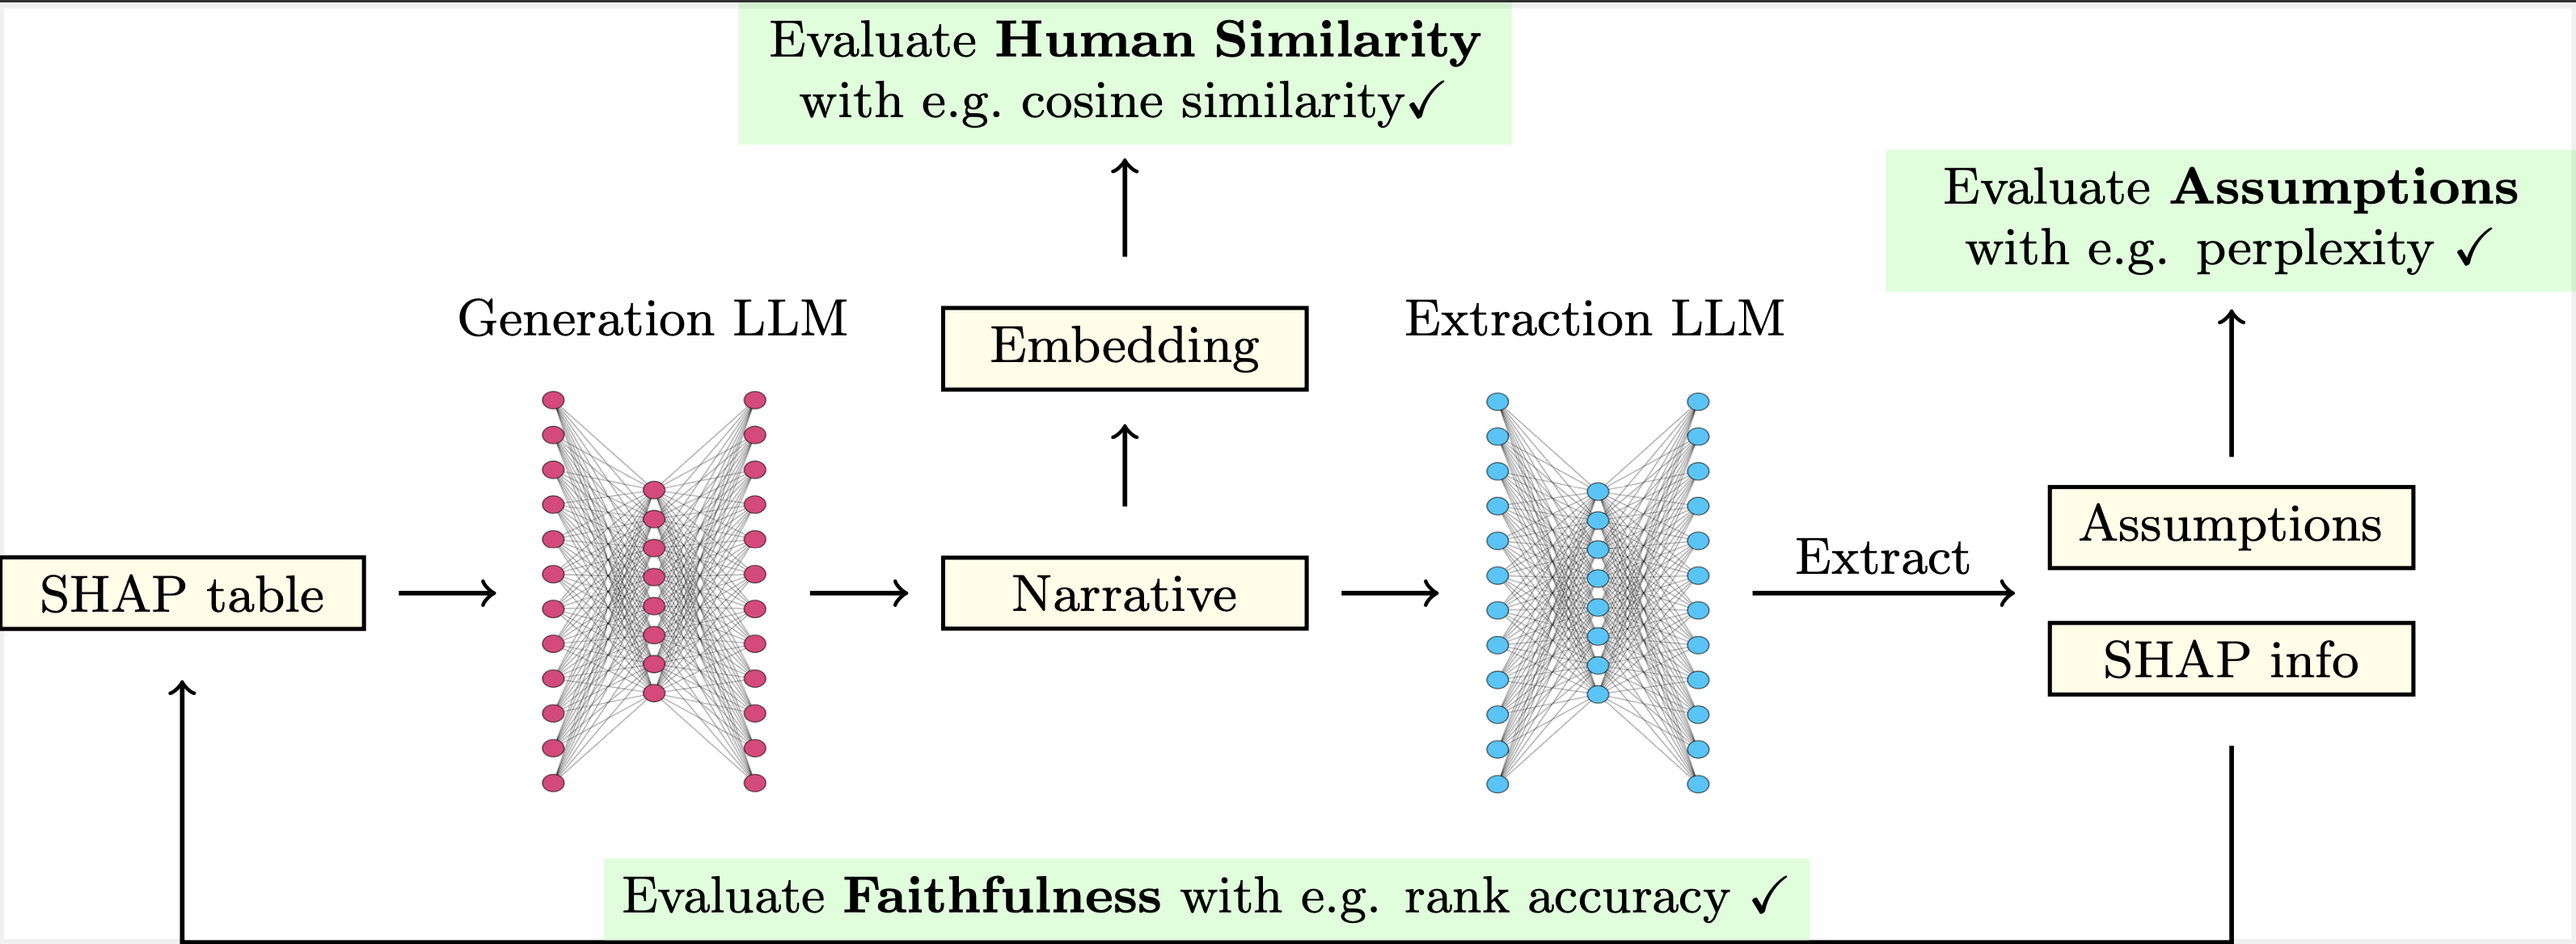 Evaluate Human Similarity
with e.g. cosine similarity✓
Evaluate Assumptions
with e.g. perplexity ✓
Generation LLM
Embedding
Extraction LLM
SHAP table
Narrative
Extract
Assumptions
SHAP info
Evaluate Faithfulness with e.g. rank accuracy ✓